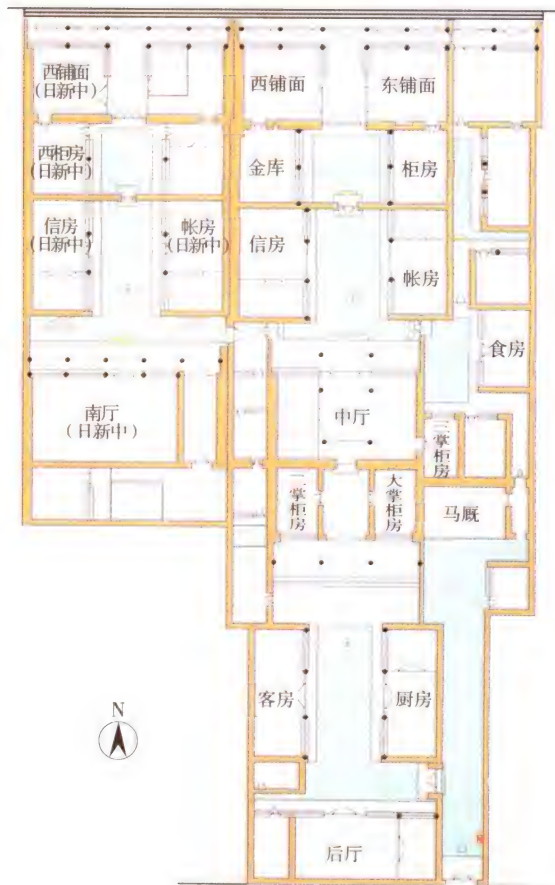 西铺面
(日新中)
西铺面
东铺面
西柜房
(日新中)
金库
柜房
信房
(日新中)
帐房
(日新中)
信房
帐房
食房
南厅
(日新中)
中厅
三掌柜房
二掌柜房
大掌柜房
马厩
客房
厨房
N
后厅